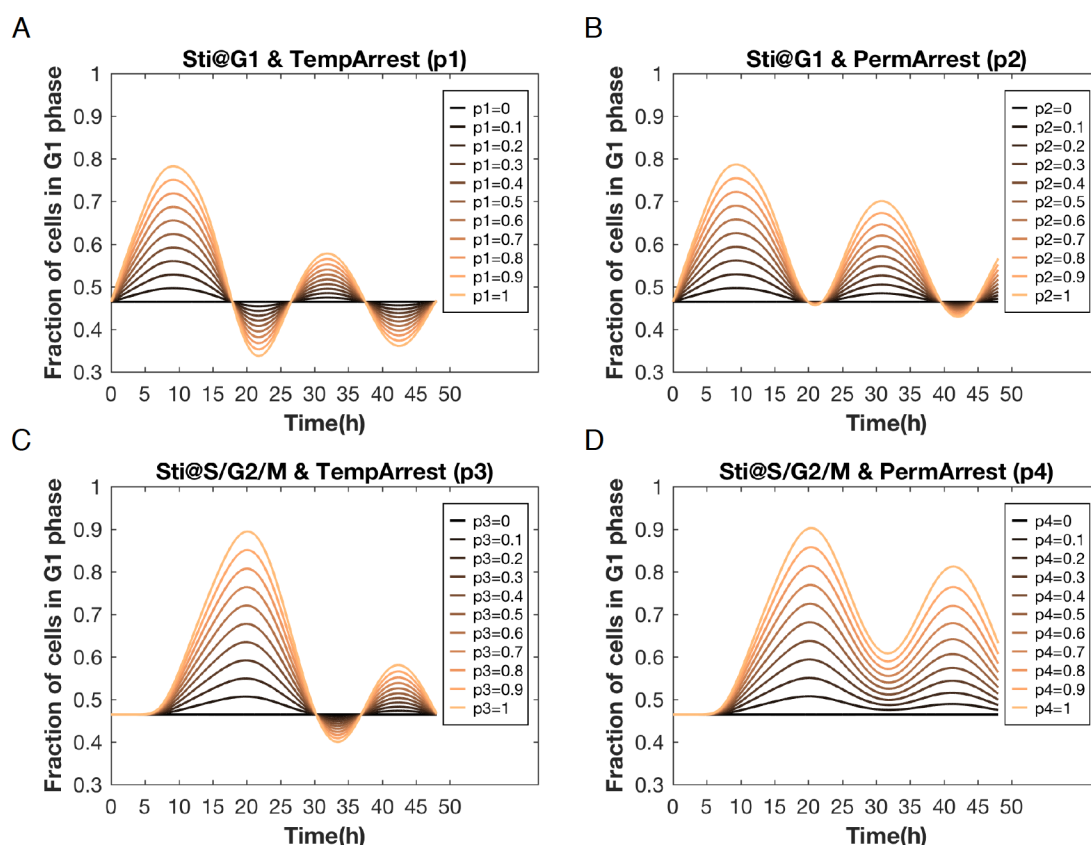 A
Sti@G1 & TempArrest (p1)
Fraction of cells in G1 phase
1
0.9
0.8
0.7
0.6
0.5
0.4
0.3
0 5 10 15 20 25 30 35 40 45 50
Time(h)
p1=0
p1=0.1
p1=0.2
p1=0.3
p1=0.4
p1=0.5
p1=0.6
p1=0.7
p1=0.8
p1=0.9
p1=1
B
Sti@G1 & PermArrest (p2)
Fraction of cells in G1 phase
1
0.9
0.8
0.7
0.6
0.5
0.4
0.3
0 5 10 15 20 25 30 35 40 45 50
Time(h)
p2=0
p2=0.1
p2=0.2
p2=0.3
p2=0.4
p2=0.5
p2=0.6
p2=0.7
p2=0.8
p2=0.9
p2=1
C
Sti@S/G2/M & TempArrest (p3)
Fraction of cells in G1 phase
1
0.9
0.8
0.7
0.6
0.5
0.4
0.3
0 5 10 15 20 25 30 35 40 45 50
Time(h)
p3=0
p3=0.1
p3=0.2
p3=0.3
p3=0.4
p3=0.5
p3=0.6
p3=0.7
p3=0.8
p3=0.9
p3=1
D
Sti@S/G2/M & PermArrest (p4)
Fraction of cells in G1 phase
1
0.9
0.8
0.7
0.6
0.5
0.4
0.3
0 5 10 15 20 25 30 35 40 45 50
Time(h)
p4=0
p4=0.1
p4=0.2
p4=0.3
p4=0.4
p4=0.5
p4=0.6
p4=0.7
p4=0.8
p4=0.9
p4=1